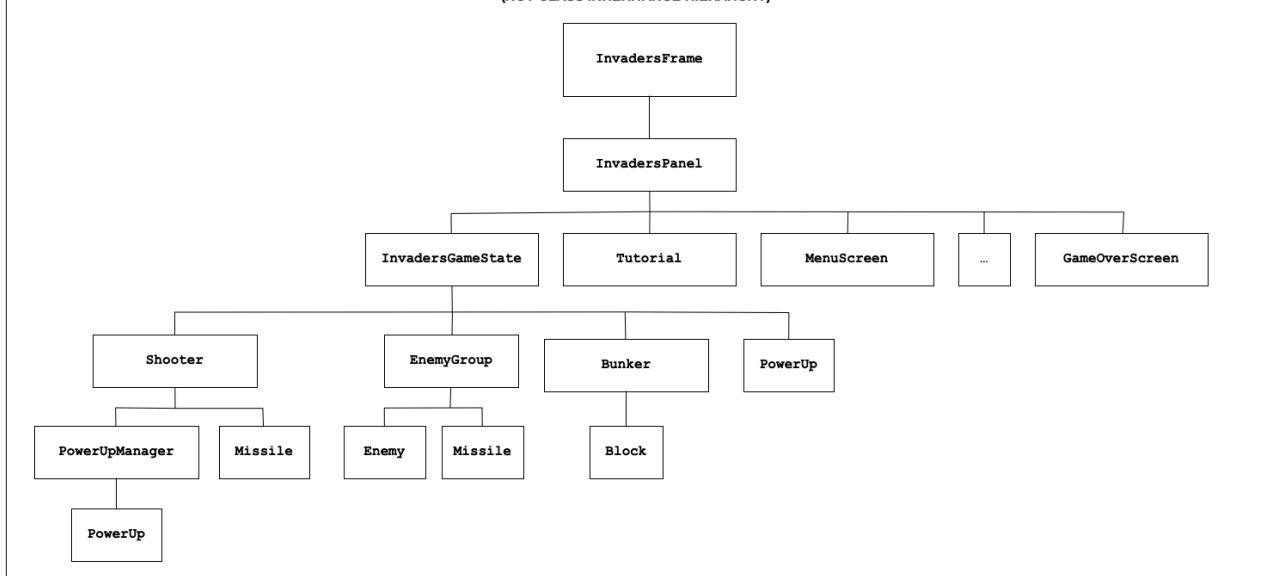 InvadersFrame
InvadersPanel
InvadersGameState Tutorial MenuScreen … GameOverScreen
Shooter EnemyGroup Bunker PowerUp
PowerUpManager Missile Enemy Missile Block
PowerUp